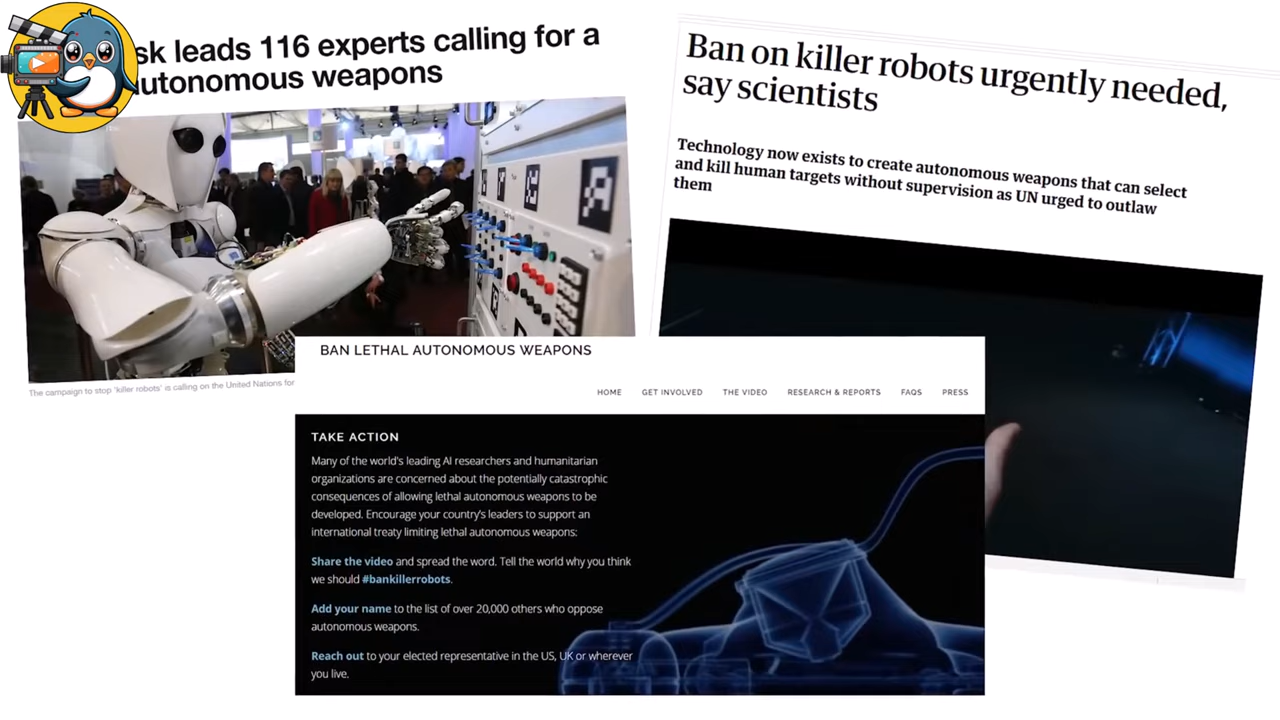 sk leads 116 experts calling for a
utonomous weapons
The campaign to stop 'killer robots' is calling on the United Nations for
Ban on killer robots urgently needed,
say scientists
Technology now exists to create autonomous weapons that can select
and kill human targets without supervision as UN urged to outlaw
them
BAN LETHAL AUTONOMOUS WEAPONS
HOME GET INVOLVED THE VIDEO RESEARCH & REPORTS FAQS PRESS
TAKE ACTION
Many of the world's leading AI researchers and humanitarian
organizations are concerned about the potentially catastrophic
consequences of allowing lethal autonomous weapons to be
developed. Encourage your country's leaders to support an
international treaty limiting lethal autonomous weapons:
Share the video and spread the word. Tell the world why you think
we should #bankillerrobots.
Add your name to the list of over 20,000 others who oppose
autonomous weapons.
Reach out to your elected representative in the US, UK or wherever
you live.